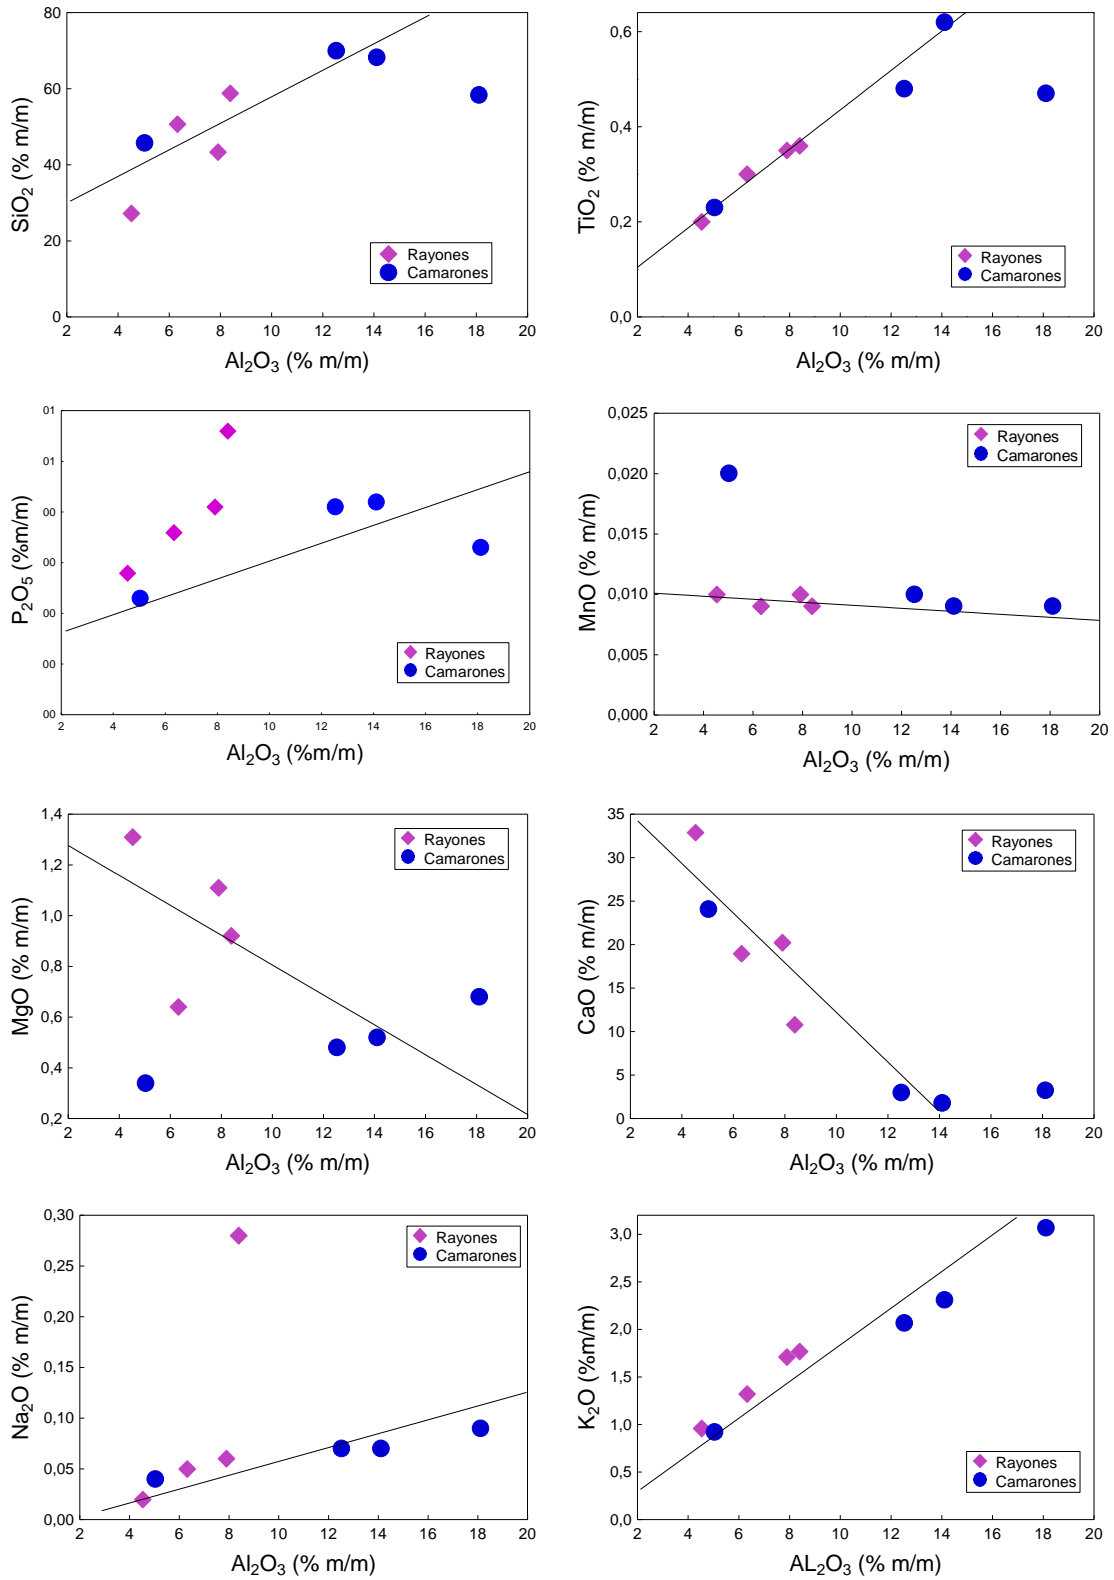 80
60
40
20
0
SiO₂ (% m/m)
2 4 6 8 10 12 14 16 18 20
Al₂O₃ (% m/m)
Rayones
Camarones
0,6
0,4
0,2
0,0
TiO₂ (% m/m)
2 4 6 8 10 12 14 16 18 20
Al₂O₃ (% m/m)
Rayones
Camarones
01
01
00
00
00
00
00
P₂O₅ (%m/m)
2 4 6 8 10 12 14 16 18 20
Al₂O₃ (%m/m)
Rayones
Camarones
0,025
0,020
0,015
0,010
0,005
0,000
MnO (% m/m)
2 4 6 8 10 12 14 16 18 20
Al₂O₃ (% m/m)
Rayones
Camarones
1,4
1,2
1,0
0,8
0,6
0,4
0,2
MgO (% m/m)
2 4 6 8 10 12 14 16 18 20
Al₂O₃ (% m/m)
Rayones
Camarones
35
30
25
20
15
10
5
0
CaO (% m/m)
2 4 6 8 10 12 14 16 18 20
Al₂O₃ (% m/m)
Rayones
Camarones
0,30
0,25
0,20
0,15
0,10
0,05
0,00
Na₂O (% m/m)
2 4 6 8 10 12 14 16 18 20
Al₂O₃ (% m/m)
Rayones
Camarones
3,0
2,5
2,0
1,5
1,0
0,5
0,0
K₂O (%m/m)
2 4 6 8 10 12 14 16 18 20
AL₂O₃ (% m/m)
Rayones
Camarones